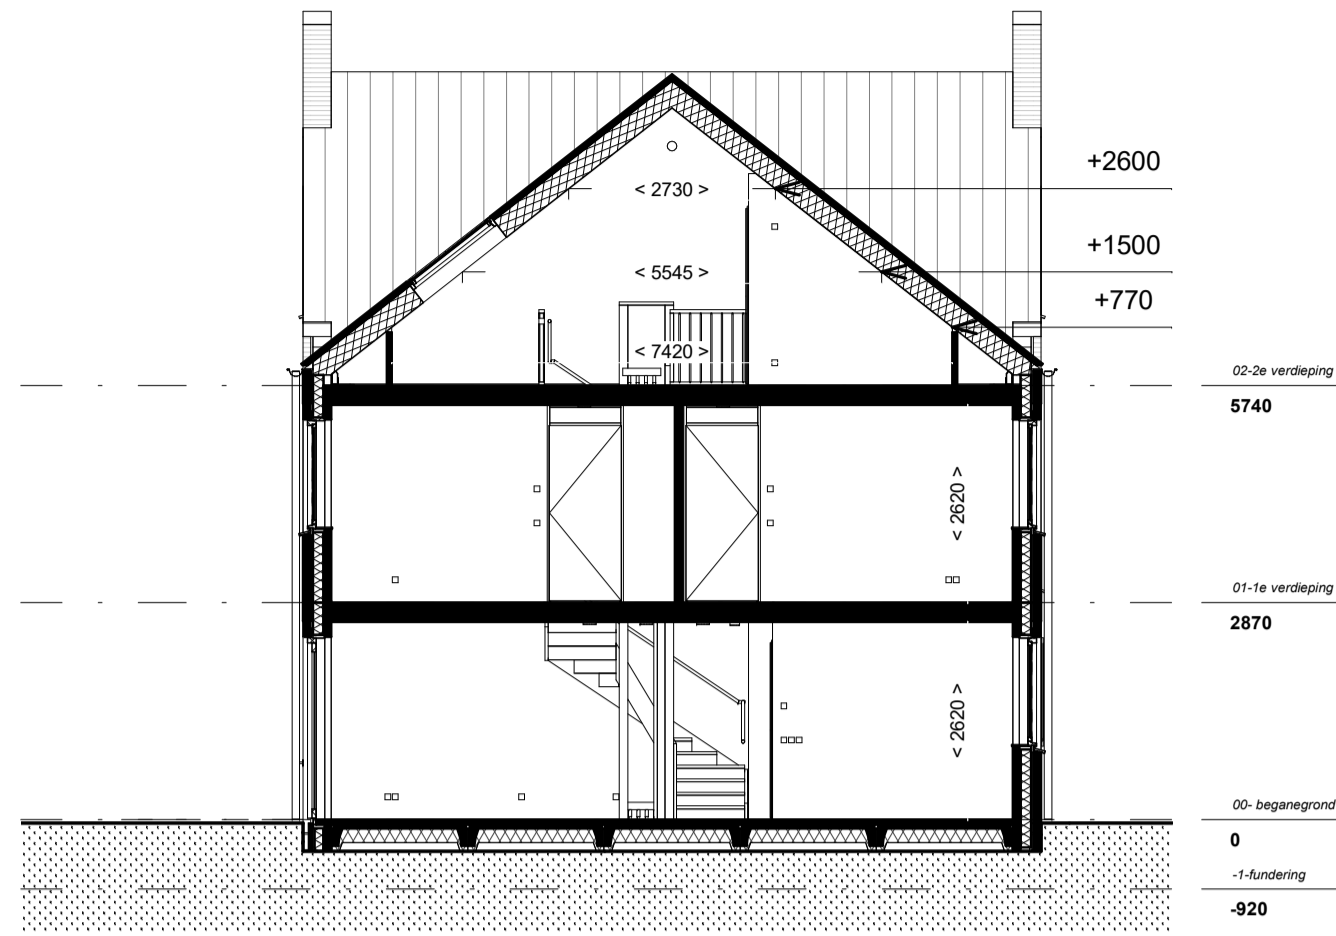 +2600
< 2730 >
+1500
< 5545 >
+770
< 7420 >
02-2e verdieping
5740
< 2620 >
01-1e verdieping
2870
< 2620 >
00- beganegrond
0
-1-fundering
-920